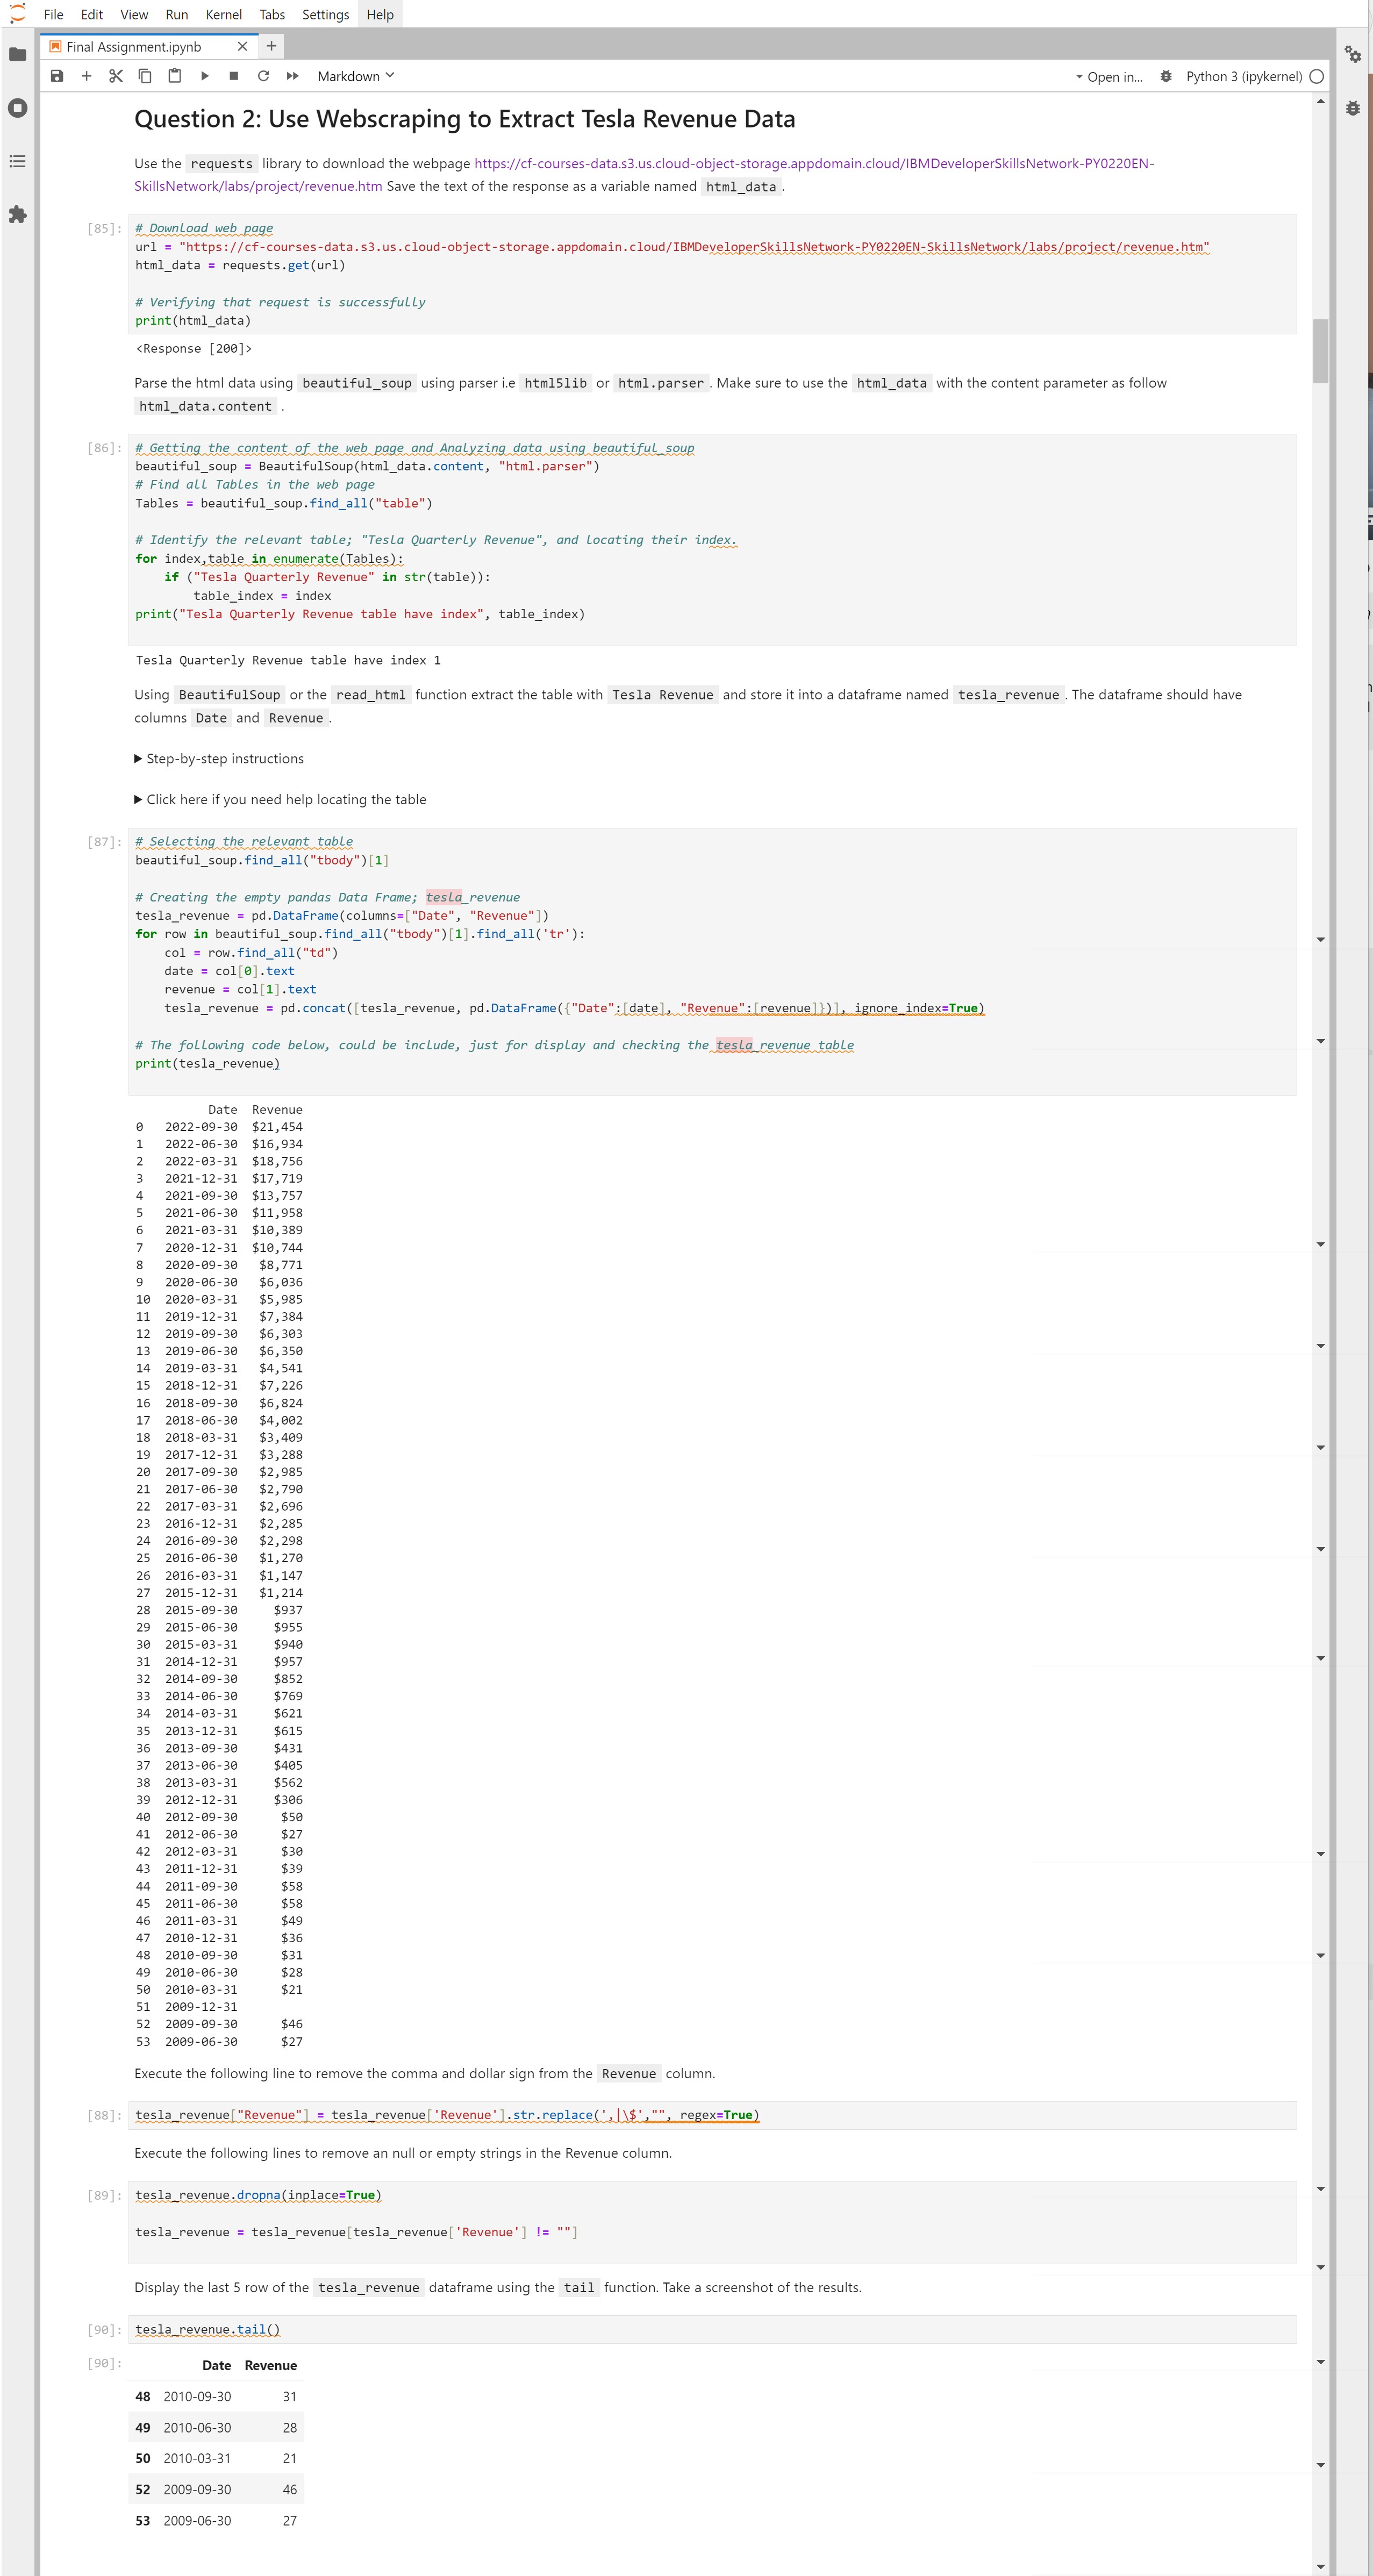 File Edit View Run Kernel Tabs Settings Help
Final Assignment.ipynb
Markdown
Open in...
Python 3 (ipykernel)
Question 2: Use Webscraping to Extract Tesla Revenue Data
Use the requests library to download the webpage https://cf-courses-data.s3.us.cloud-object-storage.appdomain.cloud/IBMDeveloperSkillsNetwork-PY0220EN-
SkillsNetwork/labs/project/revenue.htm Save the text of the response as a variable named html_data .
[85]: # Download web page
url = "https://cf-courses-data.s3.us.cloud-object-storage.appdomain.cloud/IBMDeveloperSkillsNetwork-PY0220EN-SkillsNetwork/labs/project/revenue.htm"
html_data = requests.get(url)
# Verifying that request is successfully
print(html_data)
<Response [200]>
Parse the html data using beautiful_soup using parser i.e html5lib or html.parser . Make sure to use the html_data with the content parameter as follow
html_data.content .
[86]: # Getting the content of the web page and Analyzing data using beautiful_soup
beautiful_soup = BeautifulSoup(html_data.content, "html.parser")
# Find all Tables in the web page
Tables = beautiful_soup.find_all("table")
# Identify the relevant table; "Tesla Quarterly Revenue", and locating their index.
for index,table in enumerate(Tables):
    if ("Tesla Quarterly Revenue" in str(table)):
        table_index = index
print("Tesla Quarterly Revenue table have index", table_index)
Tesla Quarterly Revenue table have index 1
Using BeautifulSoup or the read_html function extract the table with Tesla Revenue and store it into a dataframe named tesla_revenue . The dataframe should have
columns Date and Revenue .
Step-by-step instructions
Click here if you need help locating the table
[87]: # Selecting the relevant table
beautiful_soup.find_all("tbody")[1]
# Creating the empty pandas Data Frame; tesla_revenue
tesla_revenue = pd.DataFrame(columns=["Date", "Revenue"])
for row in beautiful_soup.find_all("tbody")[1].find_all('tr'):
    col = row.find_all("td")
    date = col[0].text
    revenue = col[1].text
    tesla_revenue = pd.concat([tesla_revenue, pd.DataFrame({"Date":[date], "Revenue":[revenue]})], ignore_index=True)
# The following code below, could be include, just for display and checking the tesla_revenue table
print(tesla_revenue)
Date Revenue
0 2022-09-30 $21,454
1 2022-06-30 $16,934
2 2022-03-31 $18,756
3 2021-12-31 $17,719
4 2021-09-30 $13,757
5 2021-06-30 $11,958
6 2021-03-31 $10,389
7 2020-12-31 $10,744
8 2020-09-30 $8,771
9 2020-06-30 $6,036
10 2020-03-31 $5,985
11 2019-12-31 $7,384
12 2019-09-30 $6,303
13 2019-06-30 $6,350
14 2019-03-31 $4,541
15 2018-12-31 $7,226
16 2018-09-30 $6,824
17 2018-06-30 $4,002
18 2018-03-31 $3,409
19 2017-12-31 $3,288
20 2017-09-30 $2,985
21 2017-06-30 $2,790
22 2017-03-31 $2,696
23 2016-12-31 $2,285
24 2016-09-30 $2,298
25 2016-06-30 $1,270
26 2016-03-31 $1,147
27 2015-12-31 $1,214
28 2015-09-30 $937
29 2015-06-30 $955
30 2015-03-31 $940
31 2014-12-31 $957
32 2014-09-30 $852
33 2014-06-30 $769
34 2014-03-31 $621
35 2013-12-31 $615
36 2013-09-30 $431
37 2013-06-30 $405
38 2013-03-31 $562
39 2012-12-31 $306
40 2012-09-30 $50
41 2012-06-30 $27
42 2012-03-31 $30
43 2011-12-31 $39
44 2011-09-30 $58
45 2011-06-30 $58
46 2011-03-31 $49
47 2010-12-31 $36
48 2010-09-30 $31
49 2010-06-30 $28
50 2010-03-31 $21
51 2009-12-31
52 2009-09-30 $46
53 2009-06-30 $27
Execute the following line to remove the comma and dollar sign from the Revenue column.
[88]: tesla_revenue["Revenue"] = tesla_revenue['Revenue'].str.replace(',|\$',"", regex=True)
Execute the following lines to remove an null or empty strings in the Revenue column.
[89]: tesla_revenue.dropna(inplace=True)
tesla_revenue = tesla_revenue[tesla_revenue['Revenue'] != ""]
Display the last 5 row of the tesla_revenue dataframe using the tail function. Take a screenshot of the results.
[90]: tesla_revenue.tail()
[90]: Date Revenue
48 2010-09-30 31
49 2010-06-30 28
50 2010-03-31 21
52 2009-09-30 46
53 2009-06-30 27